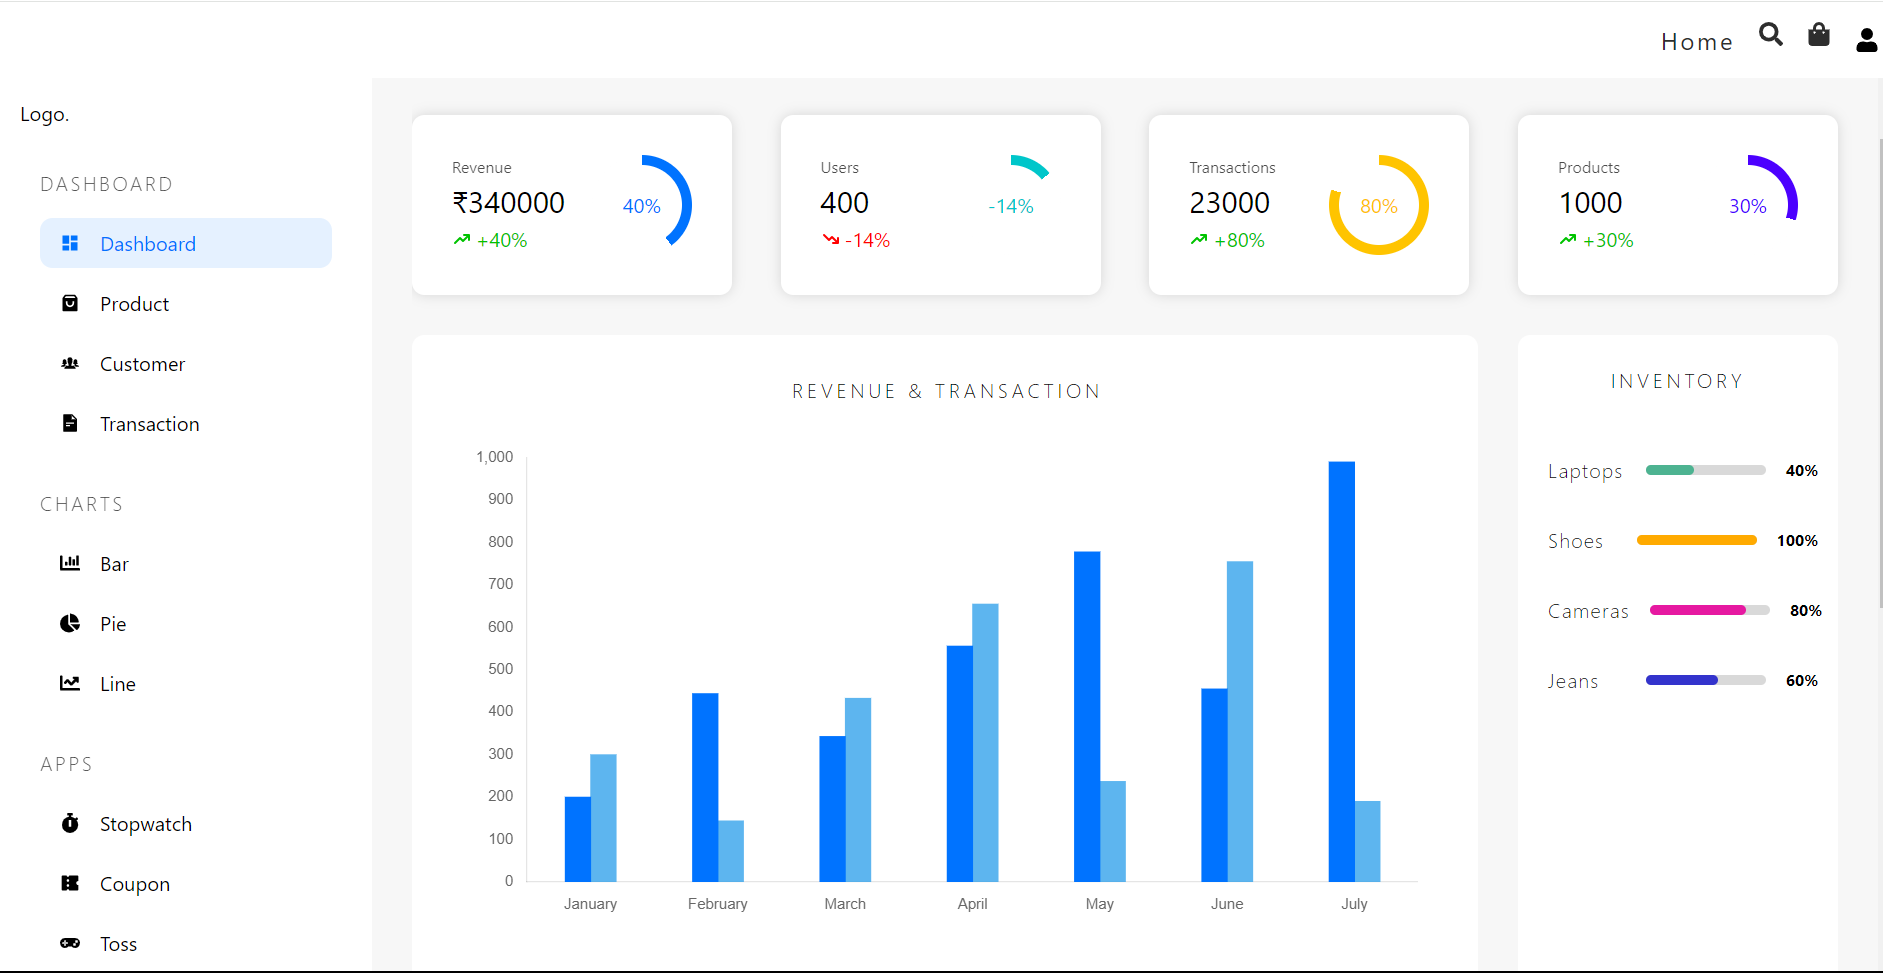 Home
Logo.
DASHBOARD
Dashboard
Product
Customer
Transaction
CHARTS
Bar
Pie
Line
APPS
Stopwatch
Coupon
Toss
Revenue
₹340000
+40%
40%
Users
400
-14%
-14%
Transactions
23000
+80%
80%
Products
1000
+30%
30%
REVENUE & TRANSACTION
1,000
900
800
700
600
500
400
300
200
100
0
January February March April May June July
INVENTORY
Laptops 40%
Shoes 100%
Cameras 80%
Jeans 60%